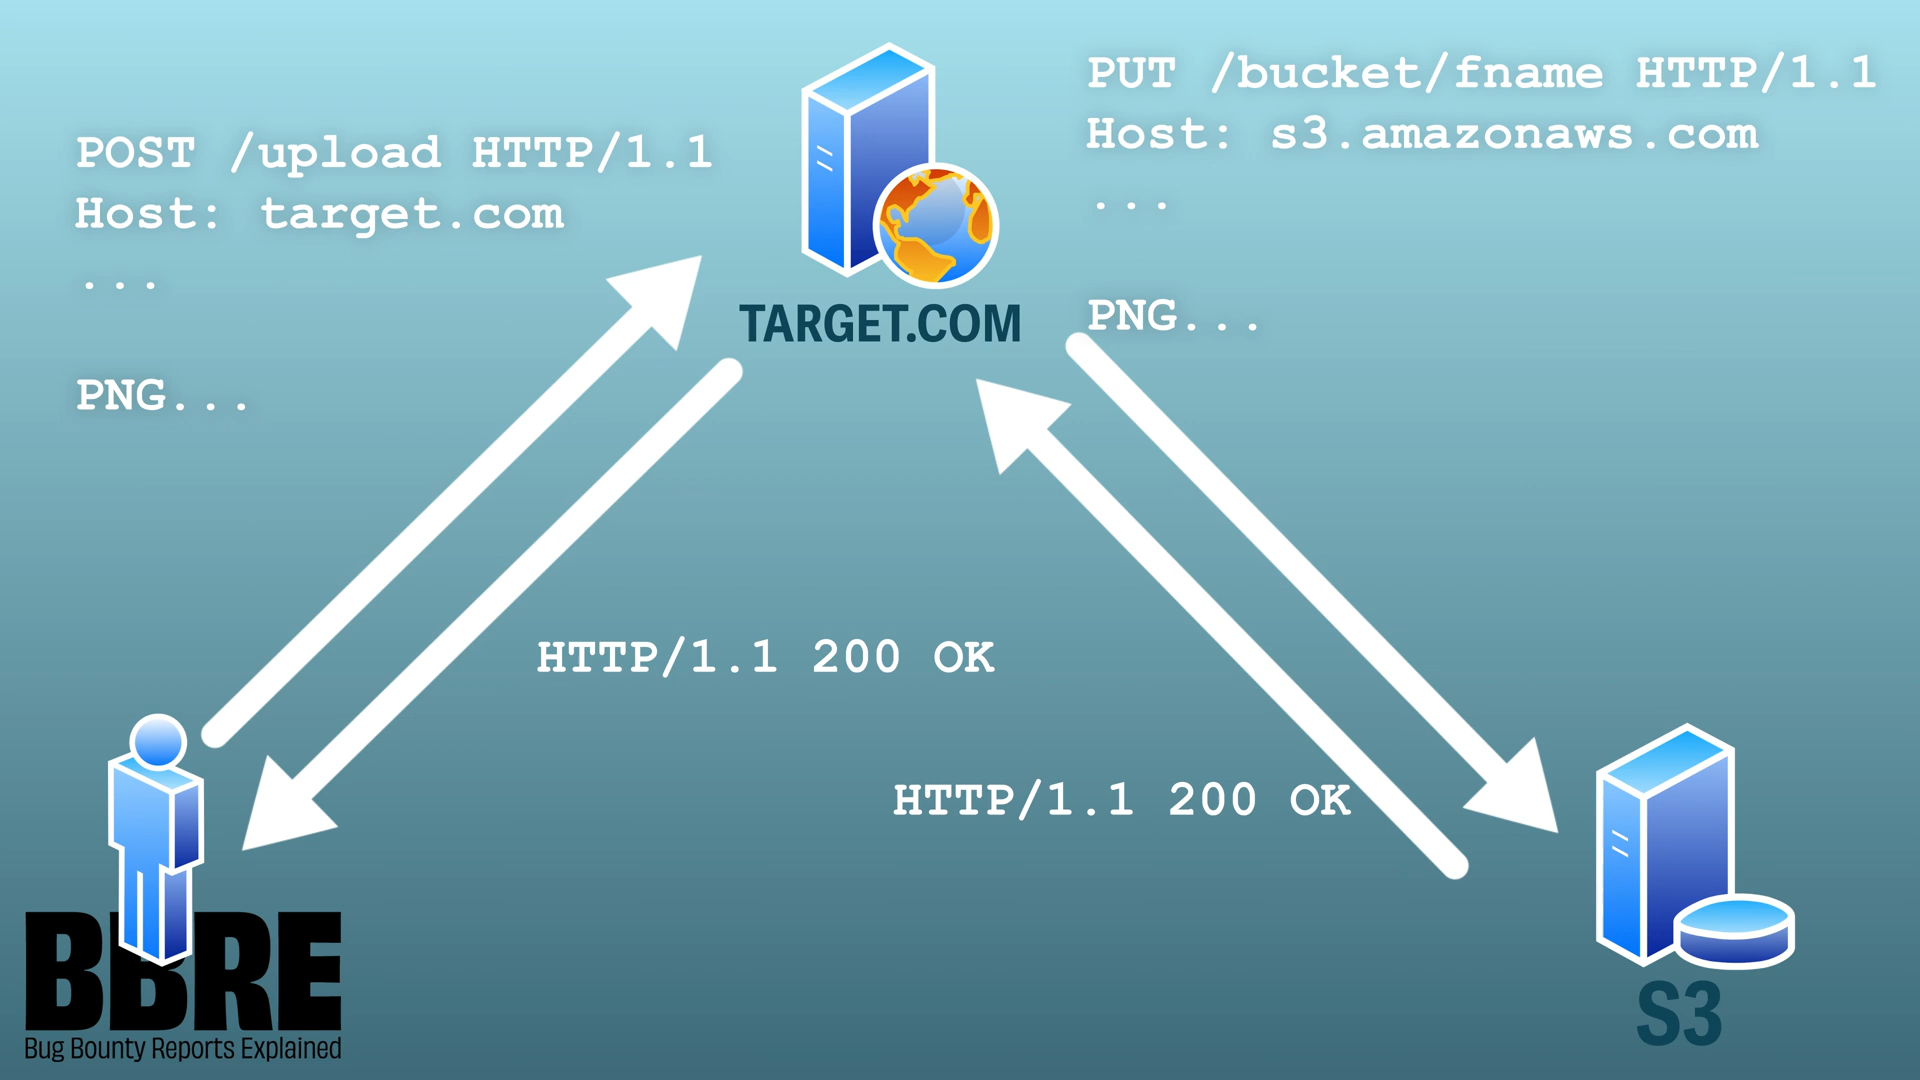 POST /upload HTTP/1.1
Host: target.com
...
PNG...
TARGET.COM
PUT /bucket/fname HTTP/1.1
Host: s3.amazonaws.com
...
PNG...
HTTP/1.1 200 OK
HTTP/1.1 200 OK
BBRE
Bug Bounty Reports Explained
S3